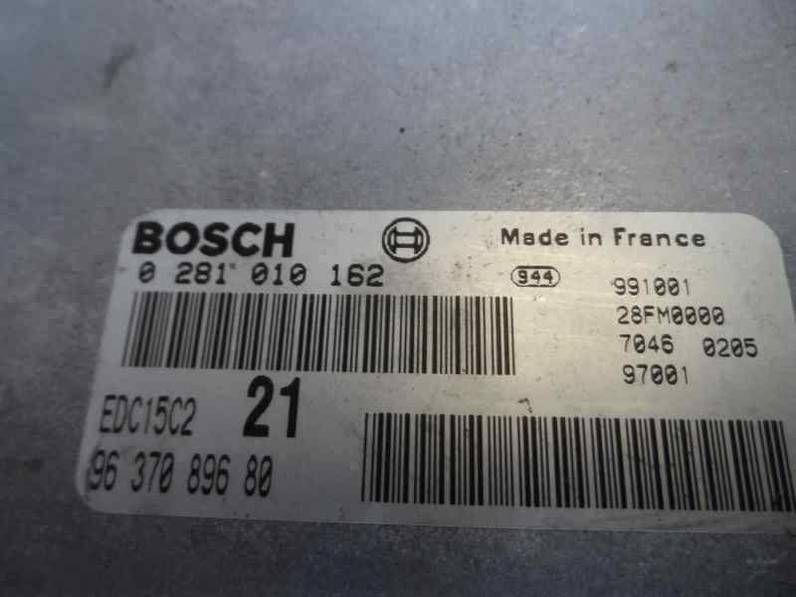 BOSCH Made in France
0 281 010 162 944 991001
28FM0000
7046 0205
97001
EDC15C2 21
96 370 896 80